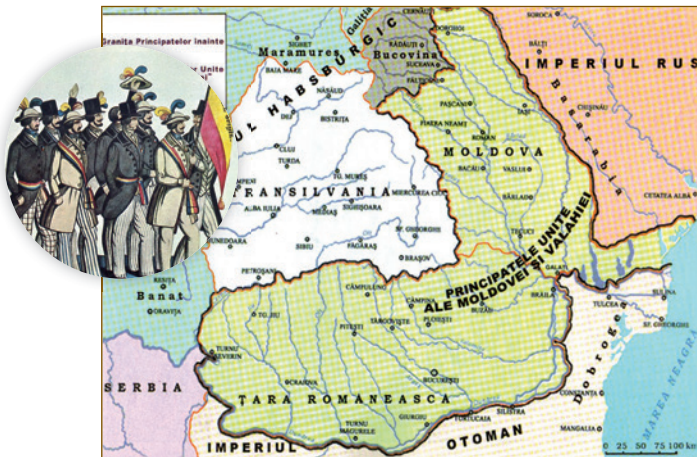 Granița Principatelor înainte
Unite
Galiția
CERNĂUȚI
DOROHOI
SOROCA
Maramureș
SIGHET
BAIA MARE
RĂDĂUȚI
Bucovina
SUCEAVA
BĂLȚI
IMPERIUL RUS
HABSBURGIC
NĂSĂUD
DEJ
BISTRIȚA
PAȘCANI
IAȘI
CHIȘINĂU
Basarabia
PIATRA NEAMȚ
ROMAN
CLUJ
TURDA
MOLDOVA
TG. MUREȘ
BACĂU
VASLUI
TRANSILVANIA
MIERCUREA CIUC
CETATEA ALBĂ
ALBA IULIA
MEDIAȘ
SIGHIȘOARA
BÂRLAD
HUNEDOARA
SIBIU
FĂGĂRAȘ
SF. GHEORGHE
TECUCI
BRAȘOV
PRINCIPATELE UNITE
ALE MOLDOVEI ȘI VALAHIEI
PETROȘANI
GALAȚI
REȘIȚA
Banat
ORAVIȚA
CÂMPULUNG
CÂMPINA
BRĂILA
TULCEA
SULINA
TG. JIU
TÂRGOVIȘTE
PLOIEȘTI
BUZĂU
SF. GHEORGHE
PITEȘTI
Dobrogea
TURNU
SEVERIN
SERBIA
BUCUREȘTI
CRAIOVA
ȚARA ROMÂNEASCĂ
CONSTANȚA
MAREA NEAGRĂ
SILISTRA
TURTUCAIA
GIURGIU
TURNU
MĂGURELE
MANGALIA
IMPERIUL
OTOMAN
0 25 50 75 100 km